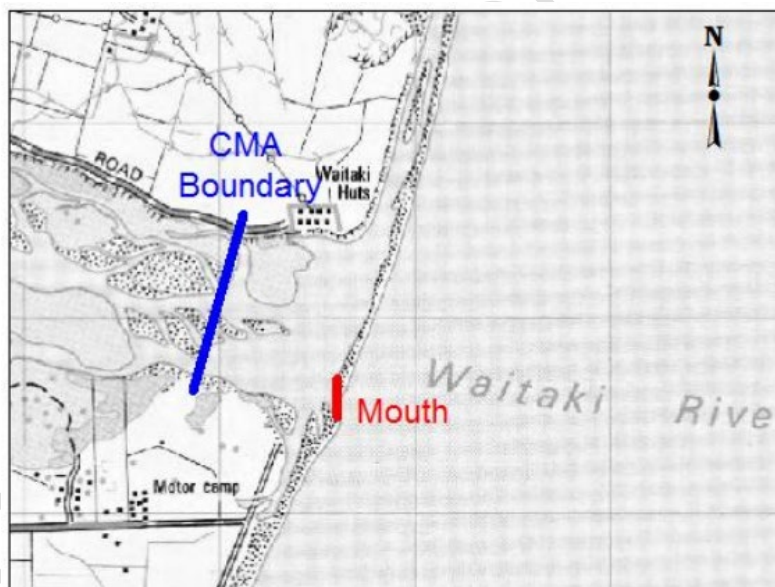 N
CMA
Boundary
ROAD
Waitaki
Huts
Waitaki River
Mouth
Motor camp